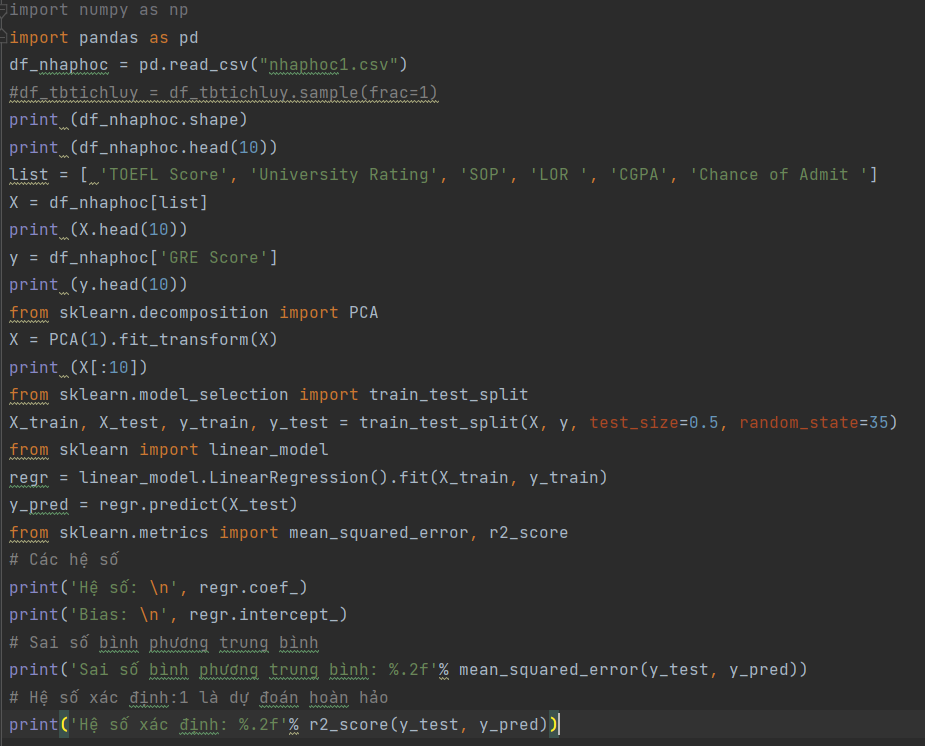 import numpy as np
import pandas as pd
df_nhaphoc = pd.read_csv("nhaphoc1.csv")
#df_tbtichluy = df_tbtichluy.sample(frac=1)
print (df_nhaphoc.shape)
print (df_nhaphoc.head(10))
list = [ 'TOEFL Score', 'University Rating', 'SOP', 'LOR ', 'CGPA', 'Chance of Admit ']
X = df_nhaphoc[list]
print (X.head(10))
y = df_nhaphoc['GRE Score']
print (y.head(10))
from sklearn.decomposition import PCA
X = PCA(1).fit_transform(X)
print (X[:10])
from sklearn.model_selection import train_test_split
X_train, X_test, y_train, y_test = train_test_split(X, y, test_size=0.5, random_state=35)
from sklearn import linear_model
regr = linear_model.LinearRegression().fit(X_train, y_train)
y_pred = regr.predict(X_test)
from sklearn.metrics import mean_squared_error, r2_score
# Các hệ số
print('Hệ số: \n', regr.coef_)
print('Bias: \n', regr.intercept_)
# Sai số bình phương trung bình
print('Sai số bình phương trung bình: %.2f'% mean_squared_error(y_test, y_pred))
# Hệ số xác định:1 là dự đoán hoàn hảo
print('Hệ số xác định: %.2f'% r2_score(y_test, y_pred))